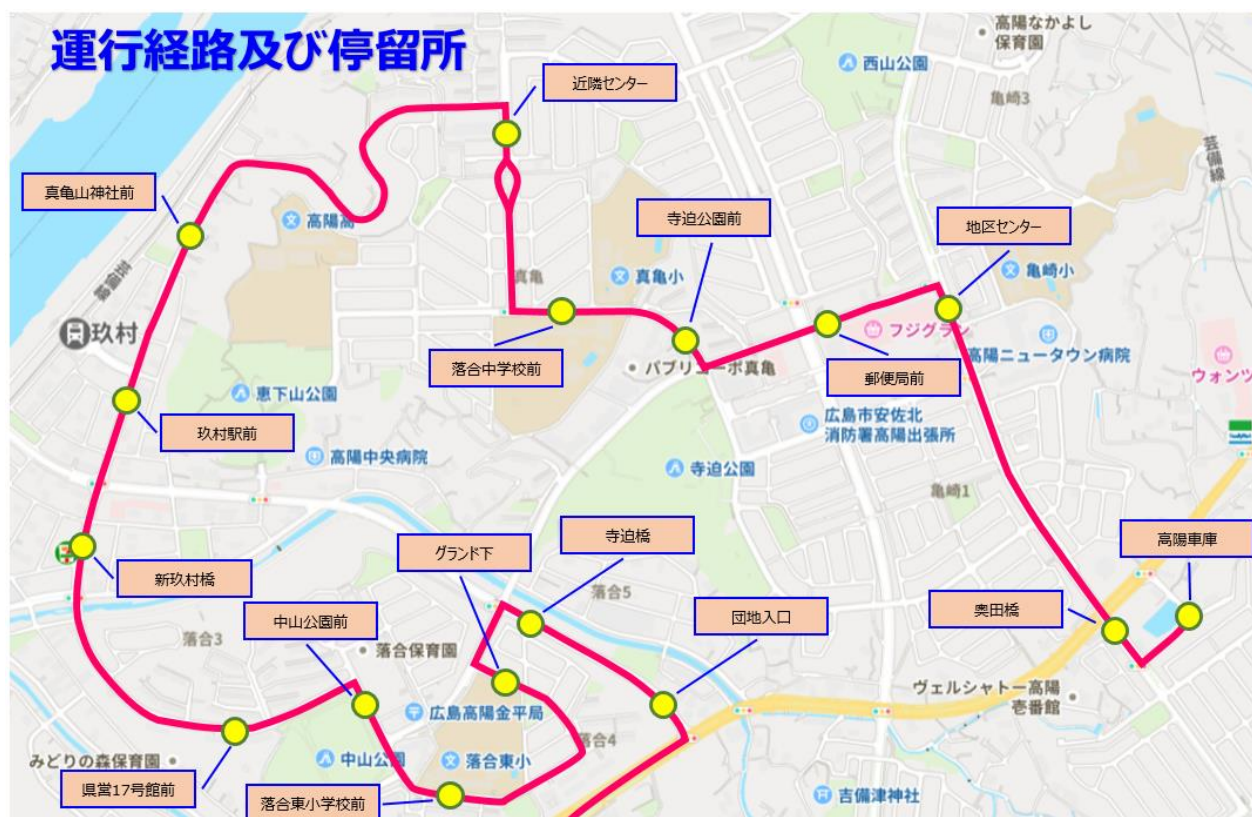 運行経路及び停留所
高陽なかよし
保育園
西山公園
近隣センター
亀崎3
芸備線
真亀山神社前
高陽高
寺迫公園前
地区センター
真亀
真亀小
亀崎小
芸備線
玖村
フジグラン
高陽ニュータウン病院
落合中学校前
パブリコーポ真亀
郵便局前
ウォンツ
恵下山公園
玖村駅前
広島市安佐北
消防署高陽出張所
高陽中央病院
寺迫公園
亀崎1
FamilyMart
寺迫橋
高陽車庫
グランド下
新玖村橋
落合5
中山公園前
団地入口
奥田橋
落合3
落合保育園
ヴェルシャトー高陽
壱番館
広島高陽金平局
落合4
みどりの森保育園
中山公園
落合東小
県営17号館前
落合東小学校前
吉備津神社